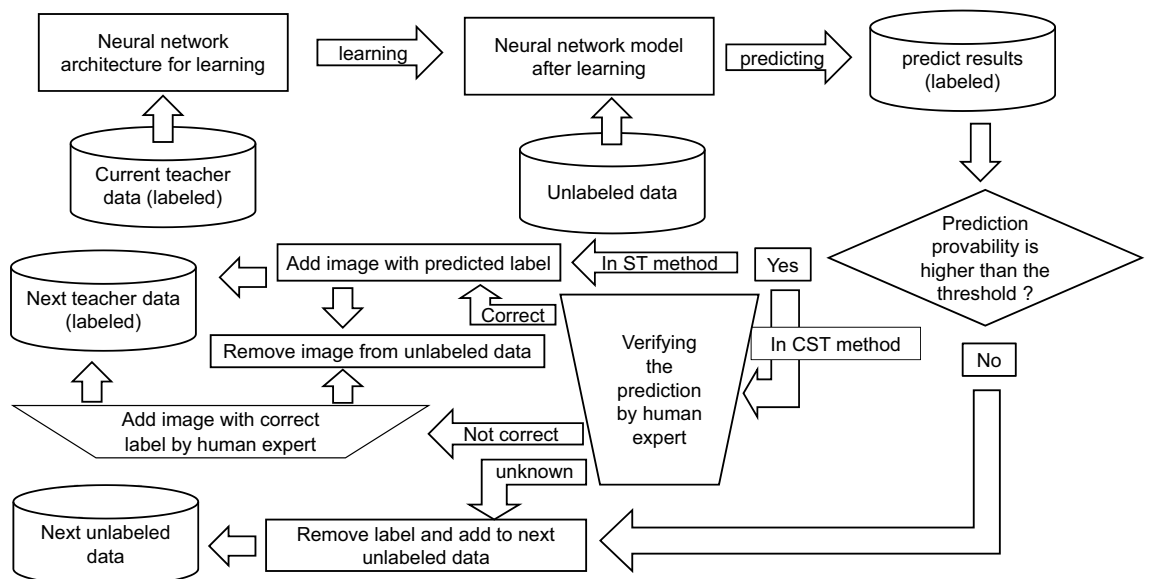 Neural network
architecture for learning
learning
Neural network model
after learning
predicting
predict results
(labeled)
Current teacher
data (labeled)
Unlabeled data
Prediction
provability is
higher than the
threshold ?
Yes
In ST method
Add image with predicted label
Next teacher data
(labeled)
Correct
Remove image from unlabeled data
Verifying
the
prediction
by human
expert
In CST method
No
Add image with correct
label by human expert
Not correct
unknown
Remove label and add to next
unlabeled data
Next unlabeled
data